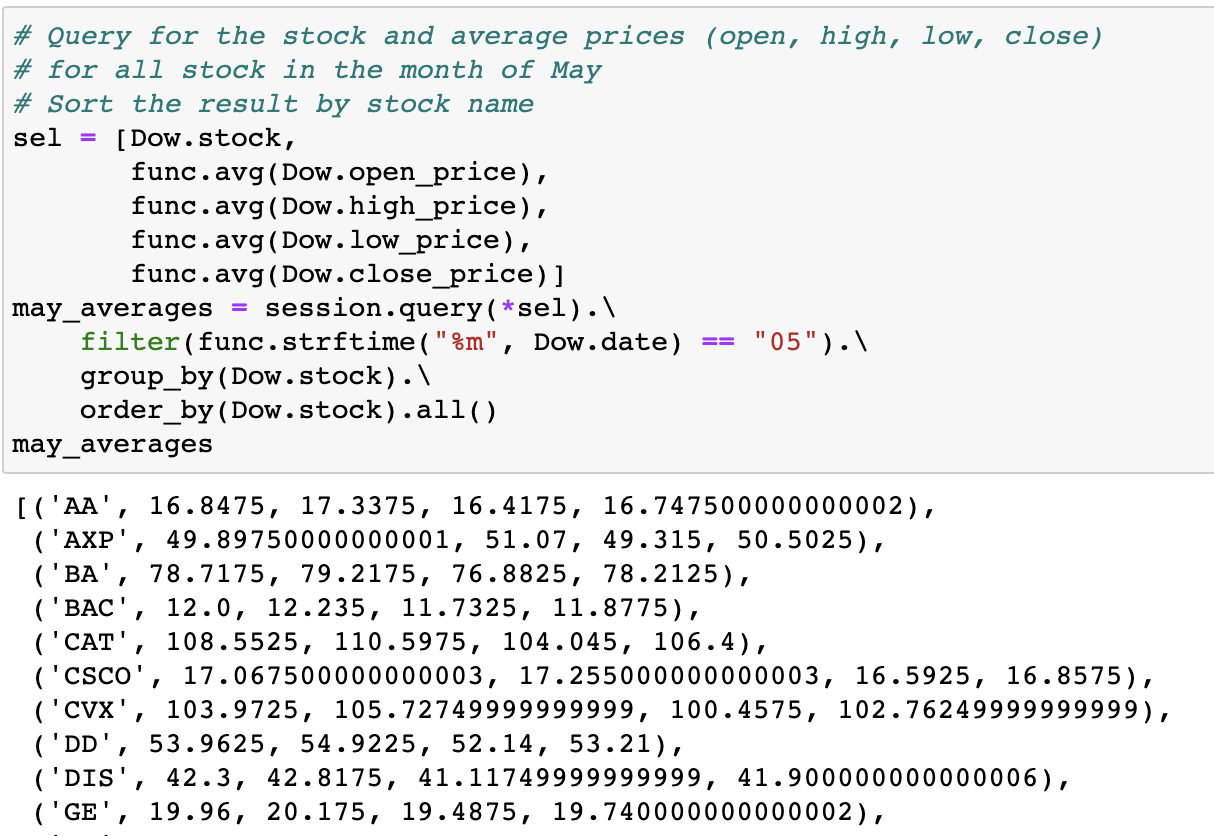 # Query for the stock and average prices (open, high, low, close)
# for all stock in the month of May
# Sort the result by stock name
sel = [Dow.stock,
       func.avg(Dow.open_price),
       func.avg(Dow.high_price),
       func.avg(Dow.low_price),
       func.avg(Dow.close_price)]
may_averages = session.query(*sel).\
    filter(func.strftime("%m", Dow.date) == "05").\
    group_by(Dow.stock).\
    order_by(Dow.stock).all()
may_averages
[('AA', 16.8475, 17.3375, 16.4175, 16.747500000000002),
 ('AXP', 49.89750000000001, 51.07, 49.315, 50.5025),
 ('BA', 78.7175, 79.2175, 76.8825, 78.2125),
 ('BAC', 12.0, 12.235, 11.7325, 11.8775),
 ('CAT', 108.5525, 110.5975, 104.045, 106.4),
 ('CSCO', 17.067500000000003, 17.255000000000003, 16.5925, 16.8575),
 ('CVX', 103.9725, 105.72749999999999, 100.4575, 102.76249999999999),
 ('DD', 53.9625, 54.9225, 52.14, 53.21),
 ('DIS', 42.3, 42.8175, 41.11749999999999, 41.900000000000006),
 ('GE', 19.96, 20.175, 19.4875, 19.740000000000002),